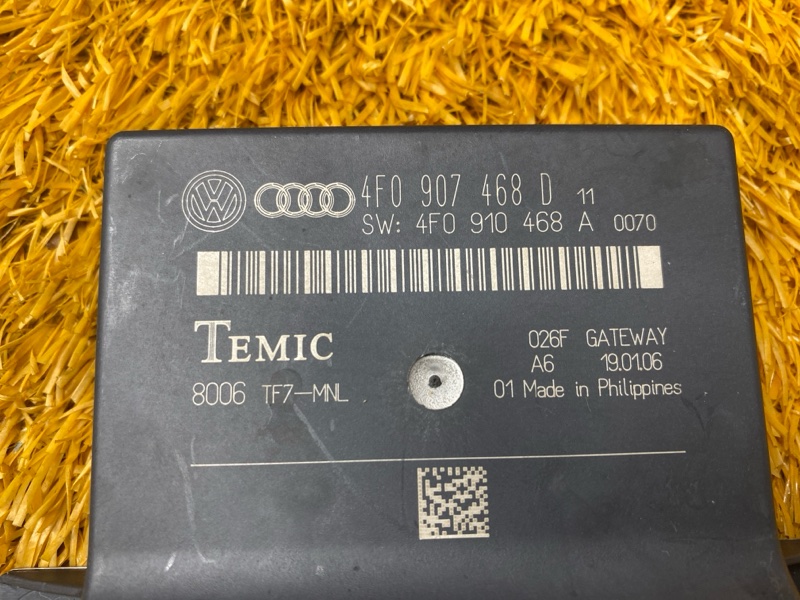 4F0 907 468 D 11
SW: 4F0 910 468 A 0070
TEMIC
026F GATEWAY
A6 19.01.06
8006 TF7-MNL
01 Made in Philippines